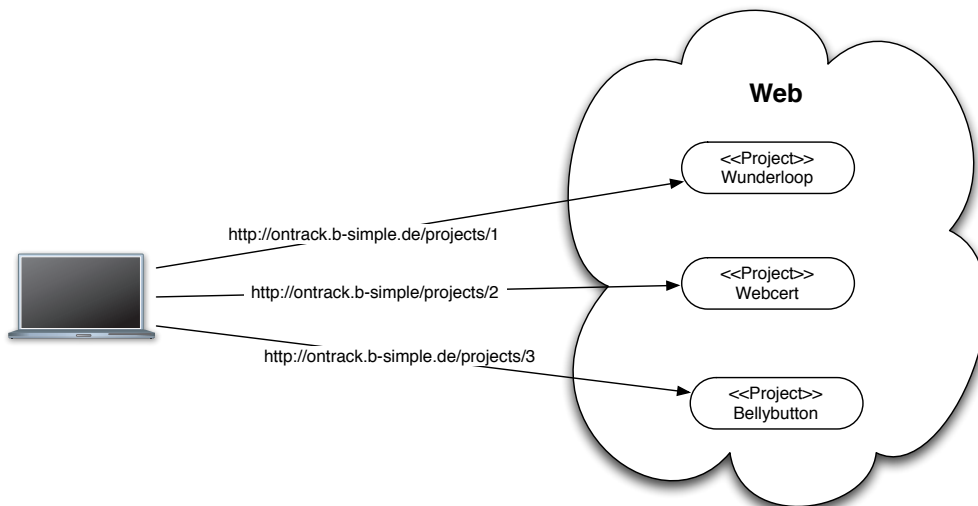 Web
<<Project>>
Wunderloop
http://ontrack.b-simple.de/projects/1
<<Project>>
Webcert
http://ontrack.b-simple/projects/2
http://ontrack.b-simple.de/projects/3
<<Project>>
Bellybutton